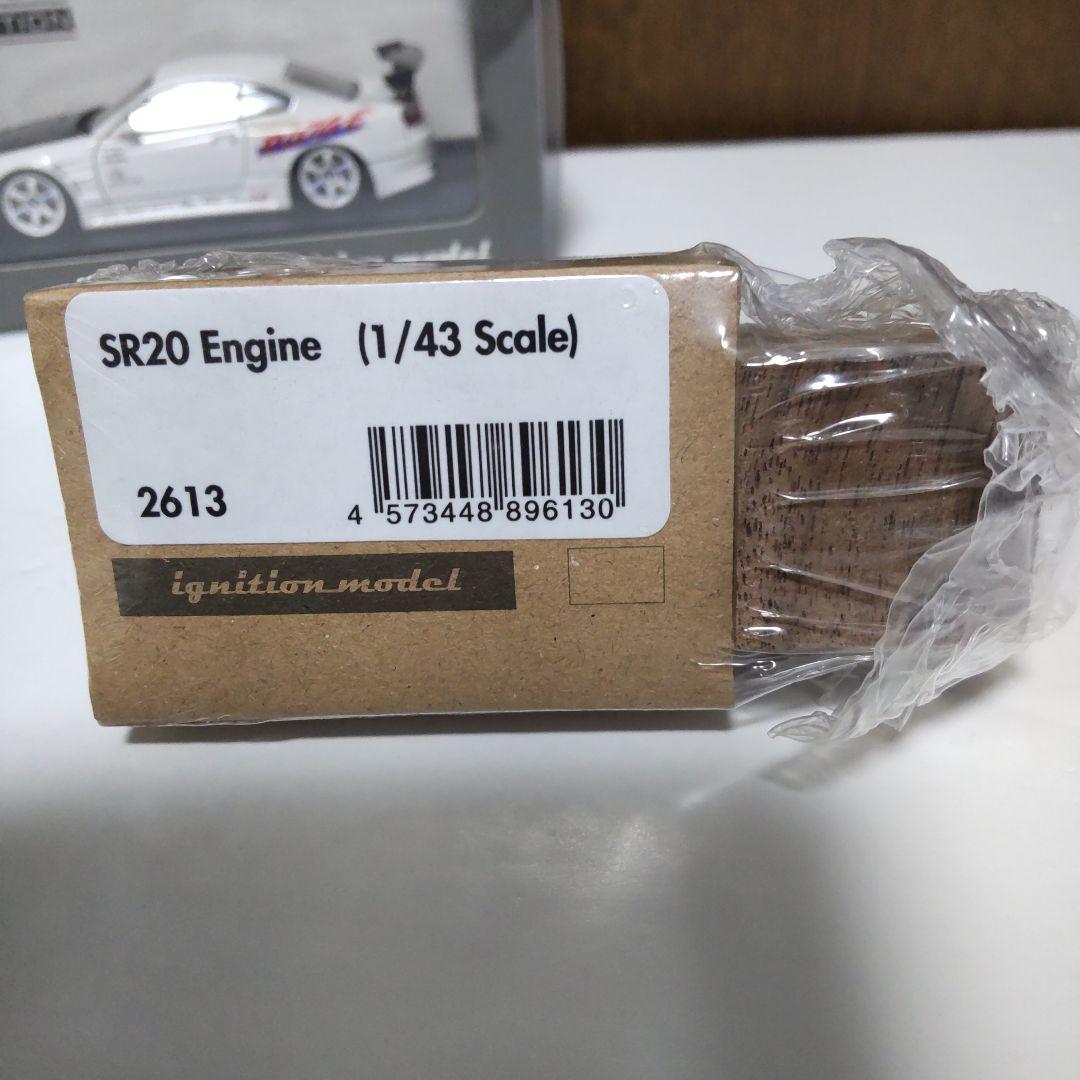 SR20 Engine (1/43 Scale)
2613
4 573448 896130
ignition model